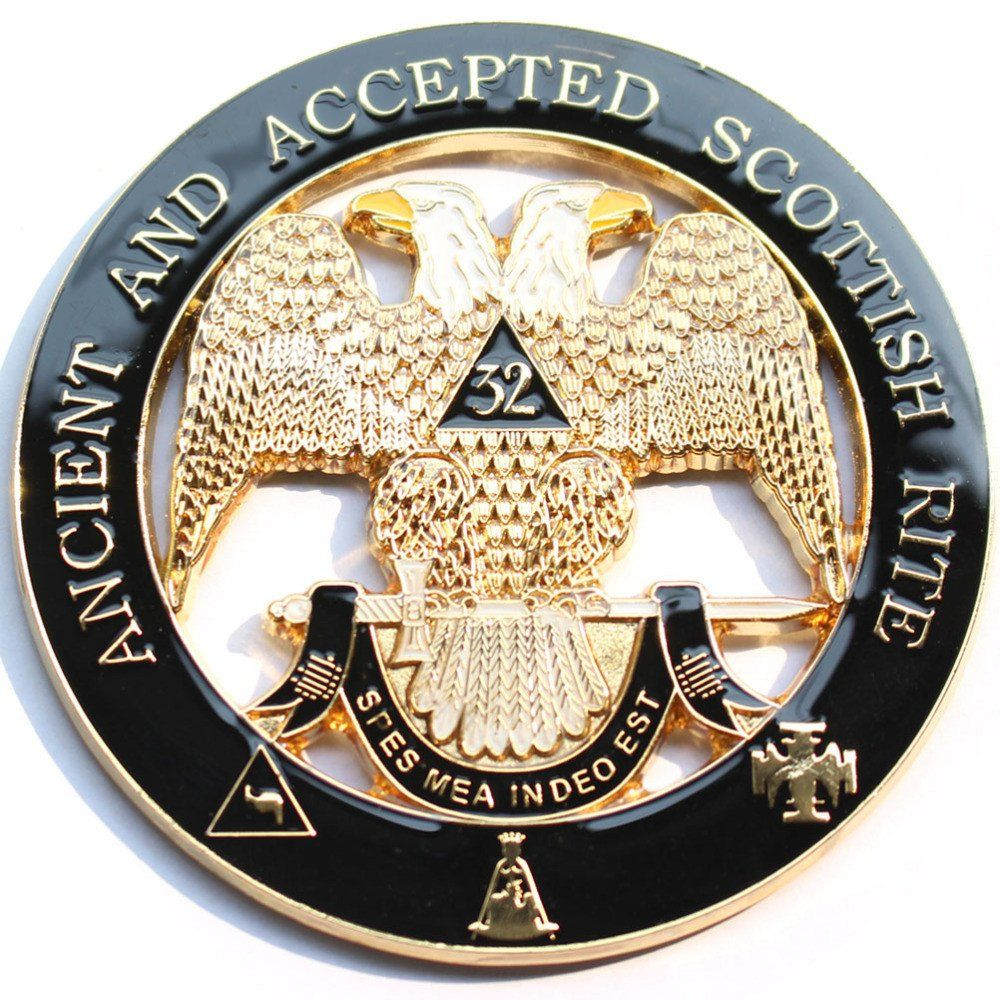 ANCIENT AND ACCEPTED SCOTTISH RITE
32
SPES MEA IN DEO EST